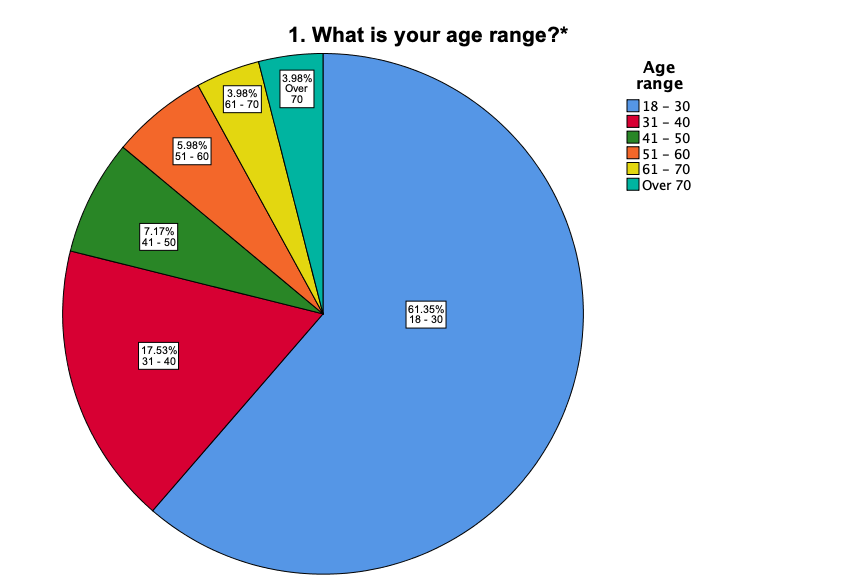 1. What is your age range?*
Age
range
18 – 30
31 – 40
41 – 50
51 – 60
61 – 70
Over 70
3.98%
Over
70
3.98%
61 - 70
5.98%
51 - 60
7.17%
41 - 50
17.53%
31 - 40
61.35%
18 - 30